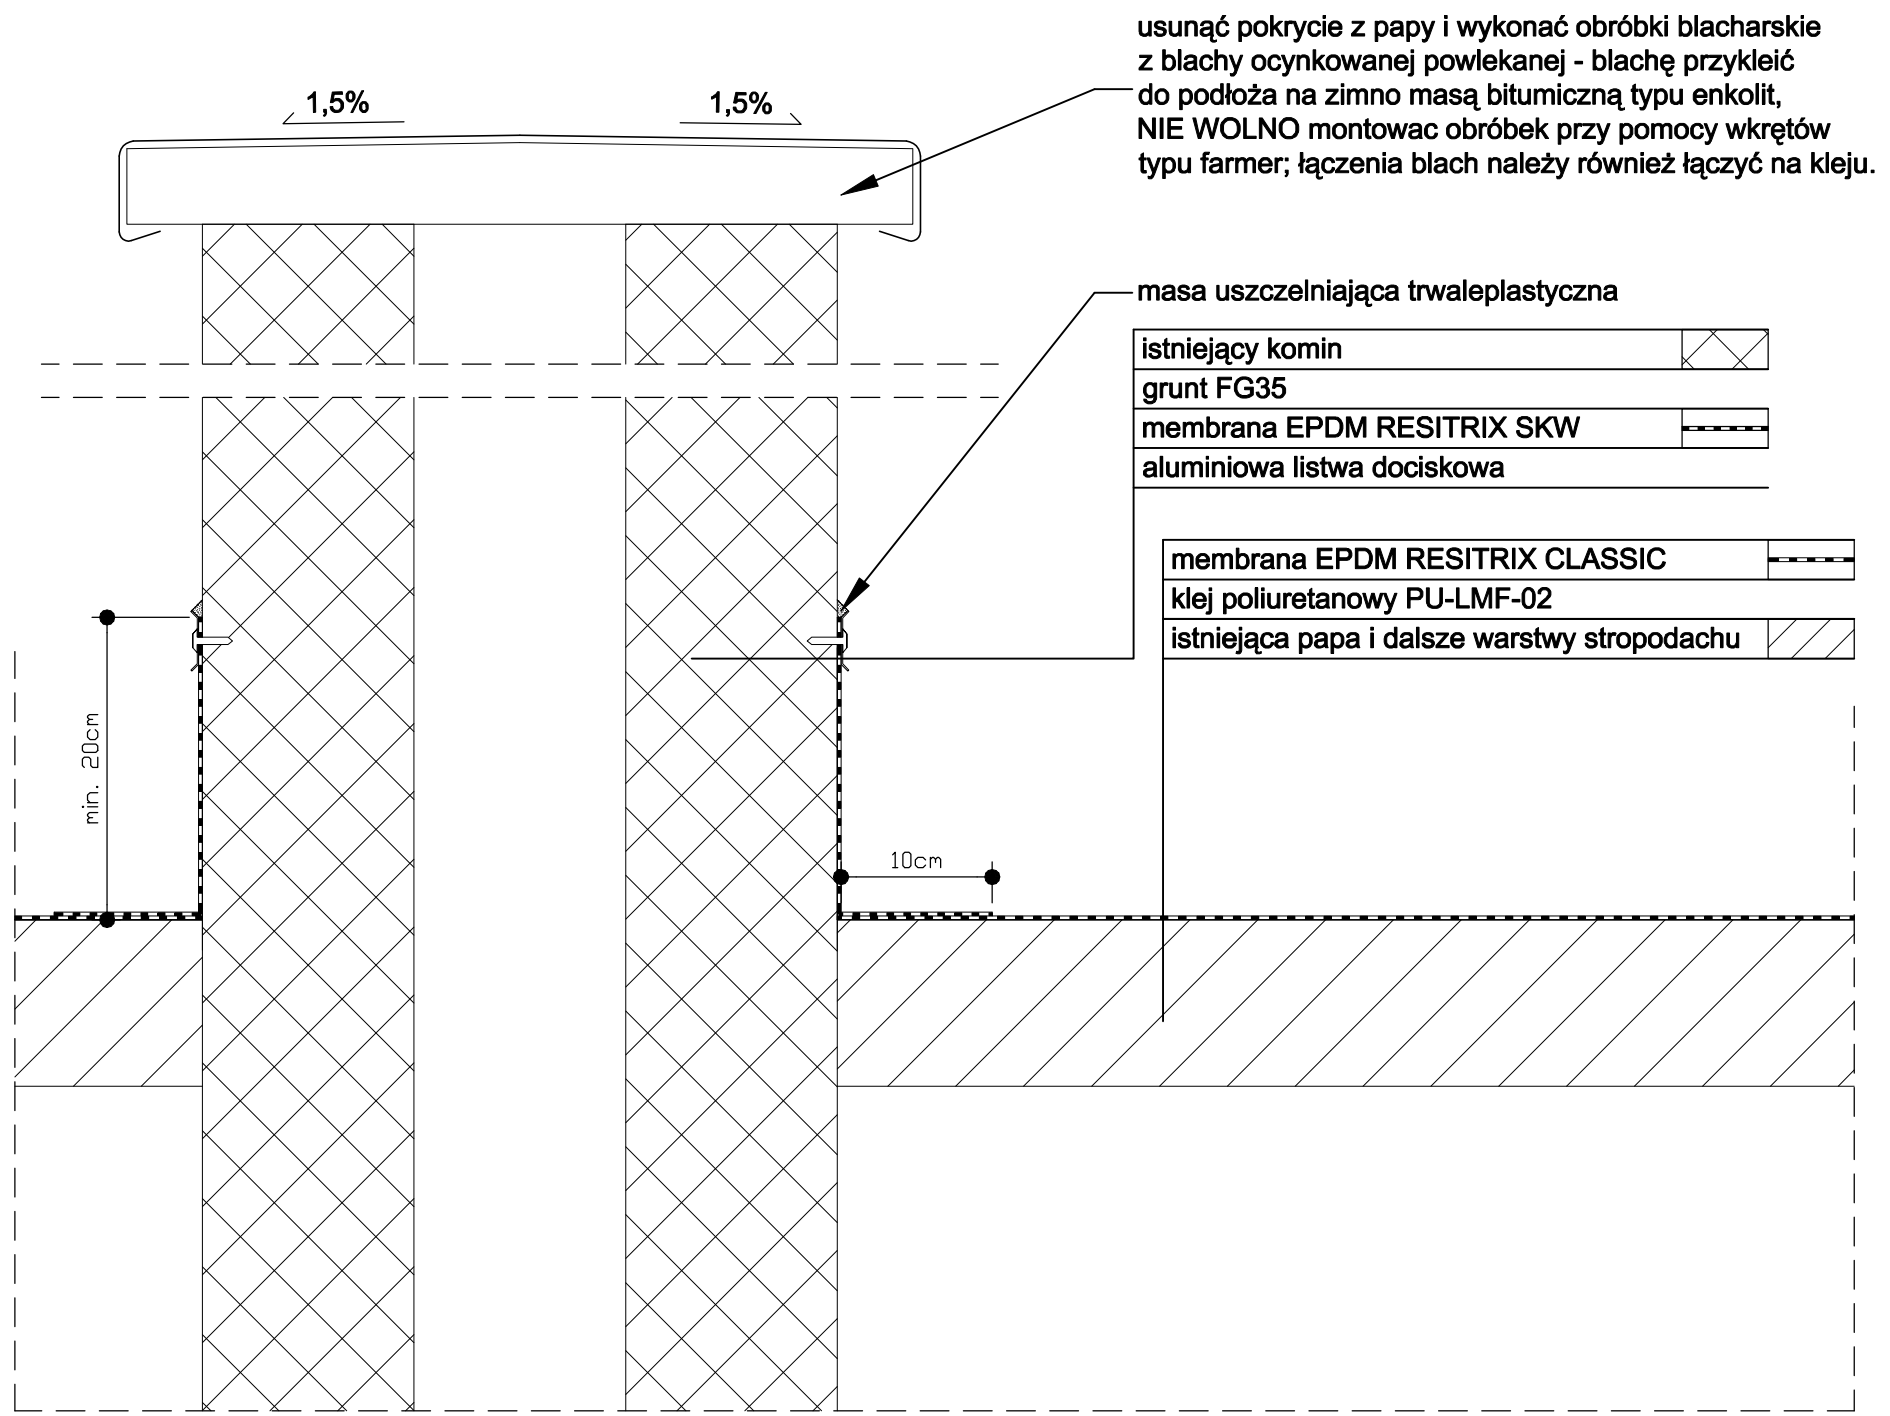 usunąć pokrycie z papy i wykonać obróbki blacharskie
z blachy ocynkowanej powlekanej - blachę przykleić
do podłoża na zimno masą bitumiczną typu enkolit,
NIE WOLNO montowac obróbek przy pomocy wkrętów
typu farmer; łączenia blach należy również łączyć na kleju.
1,5%
1,5%
masa uszczelniająca trwaleplastyczna
istniejący komin
grunt FG35
membrana EPDM RESITRIX SKW
aluminiowa listwa dociskowa
membrana EPDM RESITRIX CLASSIC
klej poliuretanowy PU-LMF-02
istniejąca papa i dalsze warstwy stropodachu
min. 20cm
10cm